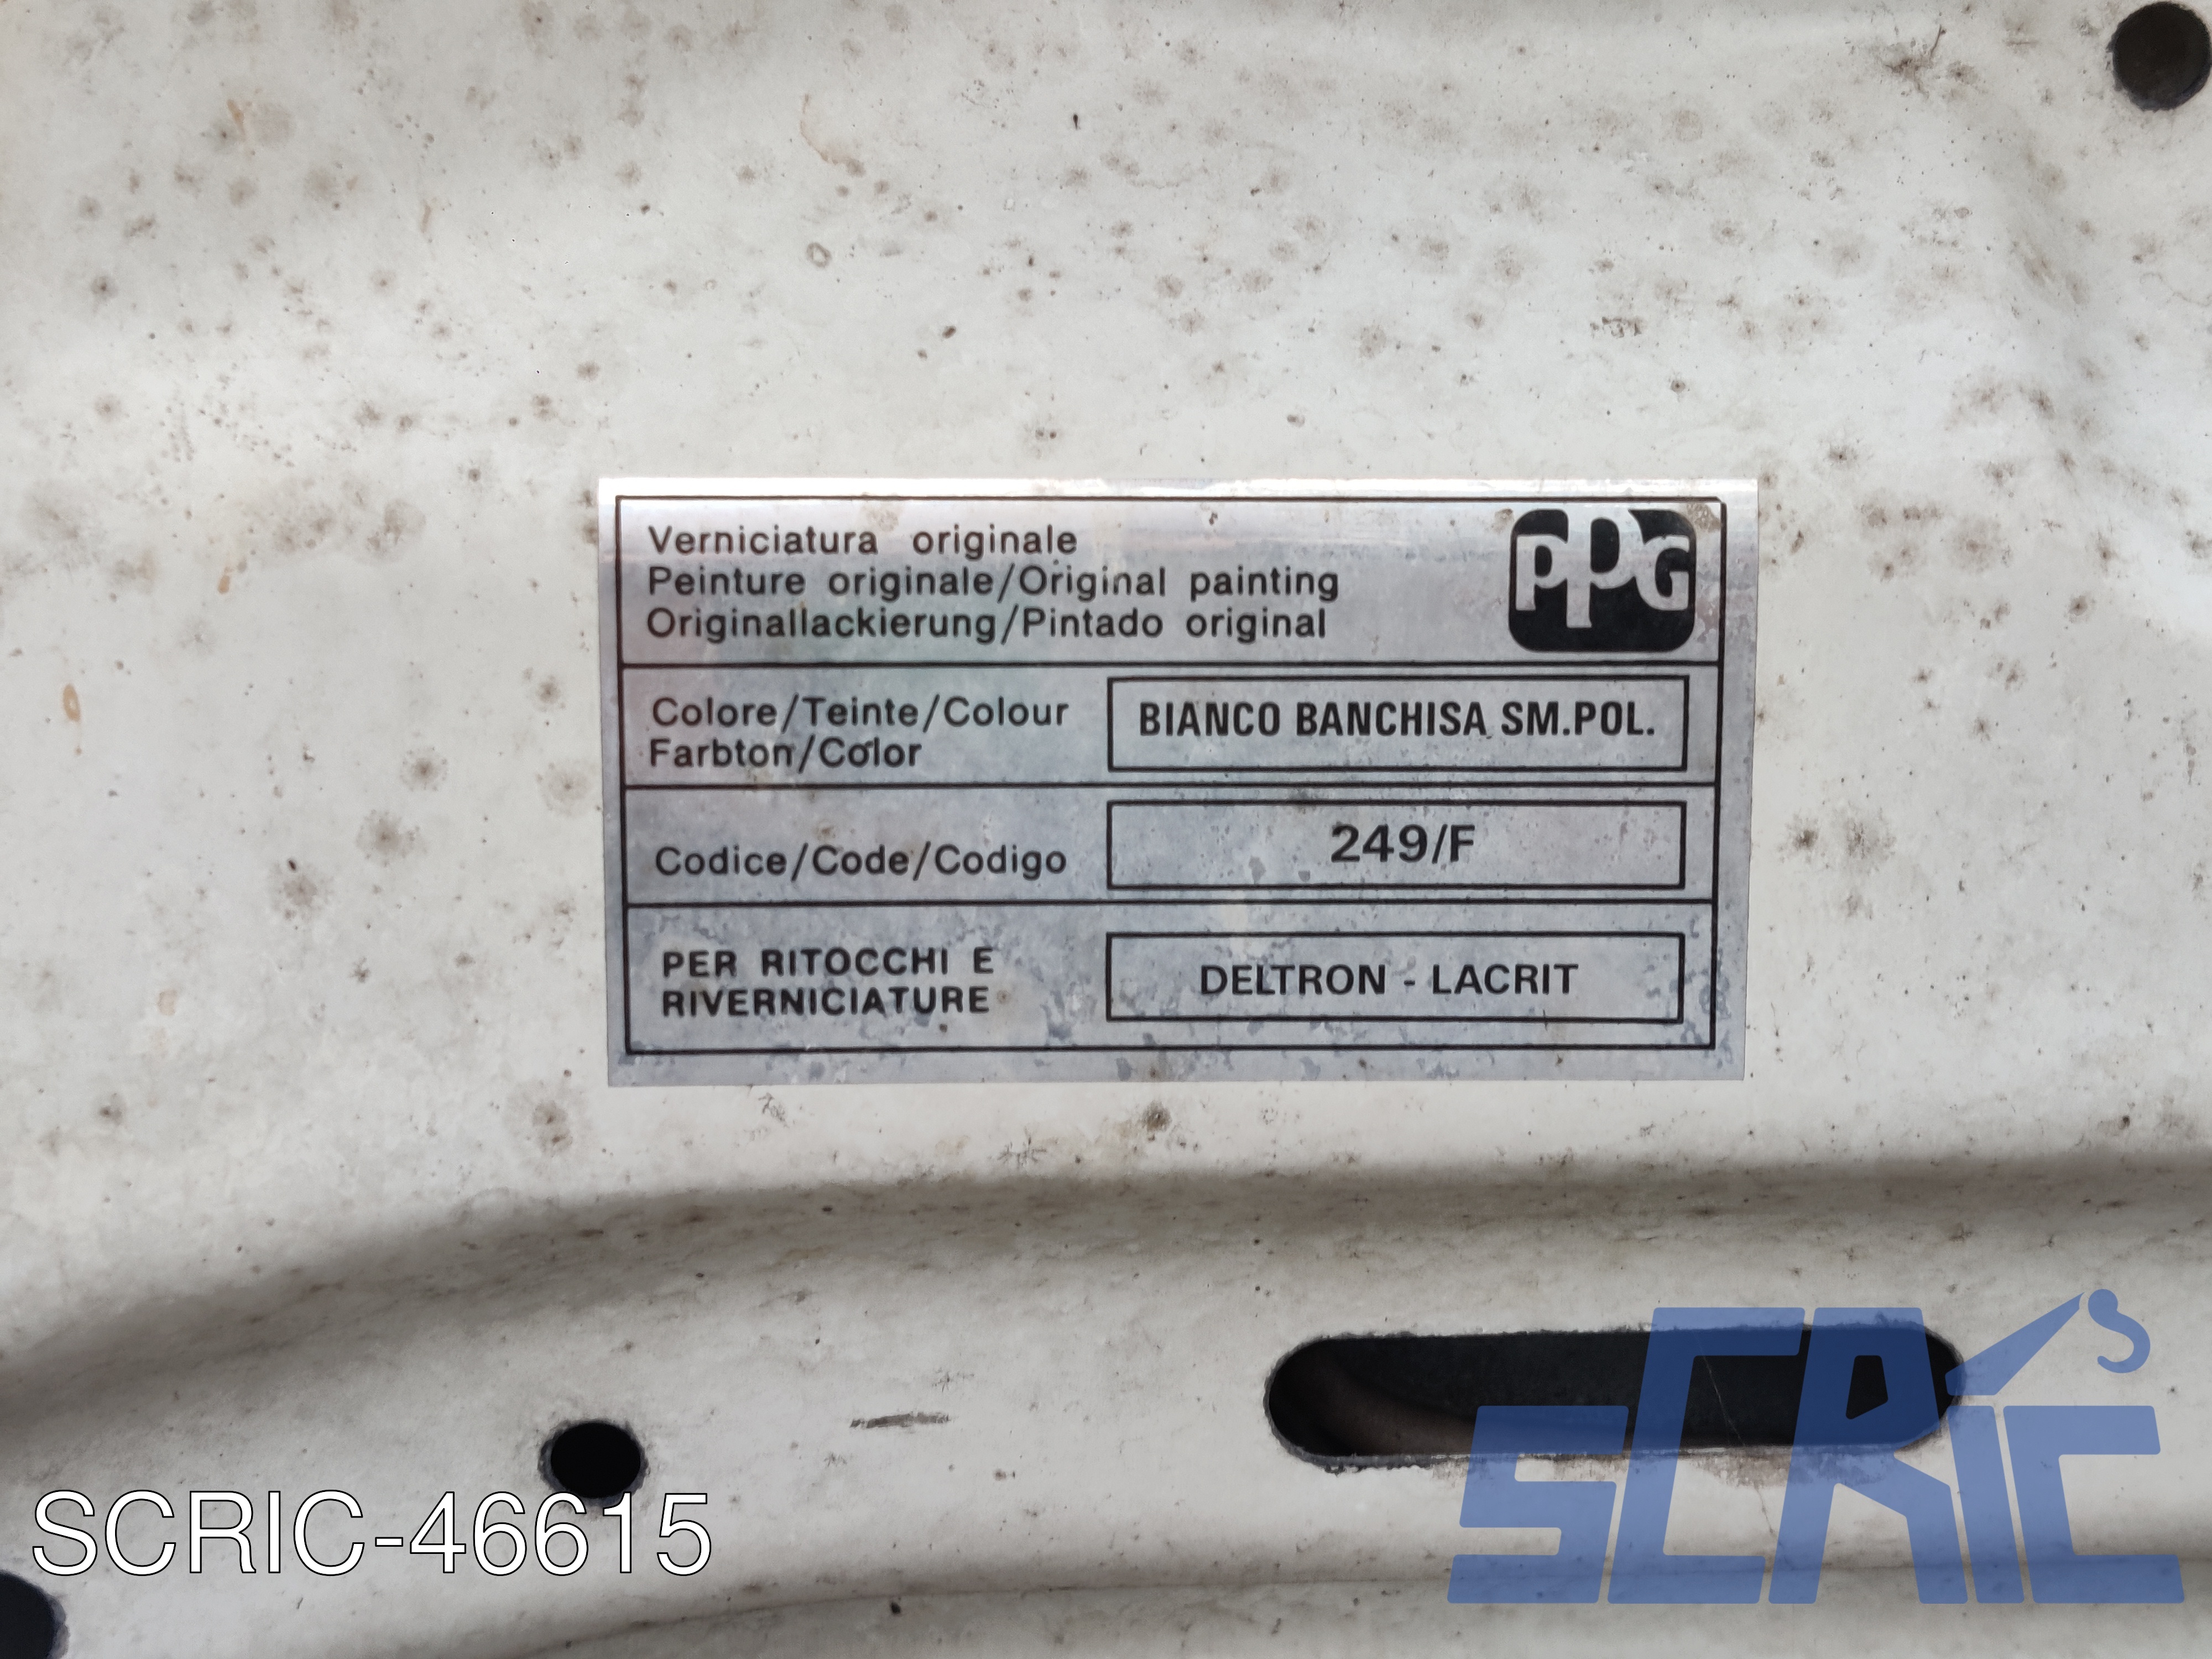 Verniciatura originale
Peinture originale/Original painting
Originallackierung/Pintado original
PPG
Colore/Teinte/Colour
Farbton/Color
BIANCO BANCHISA SM.POL.
Codice/Code/Codigo
249/F
PER RITOCCHI E
RIVERNICIATURE
DELTRON - LACRIT
SCRIC-46615
SCRIC